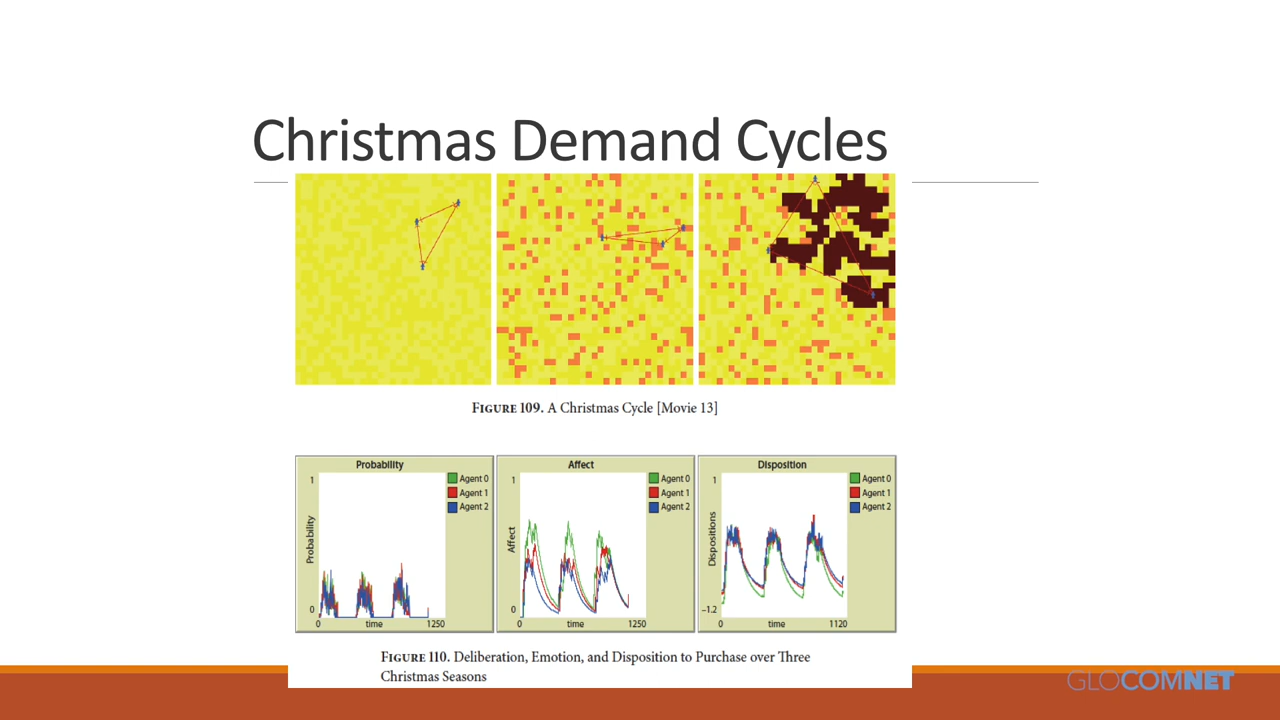 Christmas Demand Cycles
FIGURE 109. A Christmas Cycle [Movie 13]
Probability
1
Probability
0
0
time
1250
Agent 0
Agent 1
Agent 2
Affect
1
Affect
0
0
time
1250
Agent 0
Agent 1
Agent 2
Disposition
1
Dispositions
–1.2
0
time
1120
Agent 0
Agent 1
Agent 2
FIGURE 110. Deliberation, Emotion, and Disposition to Purchase over Three
Christmas Seasons
GLOCOMNET